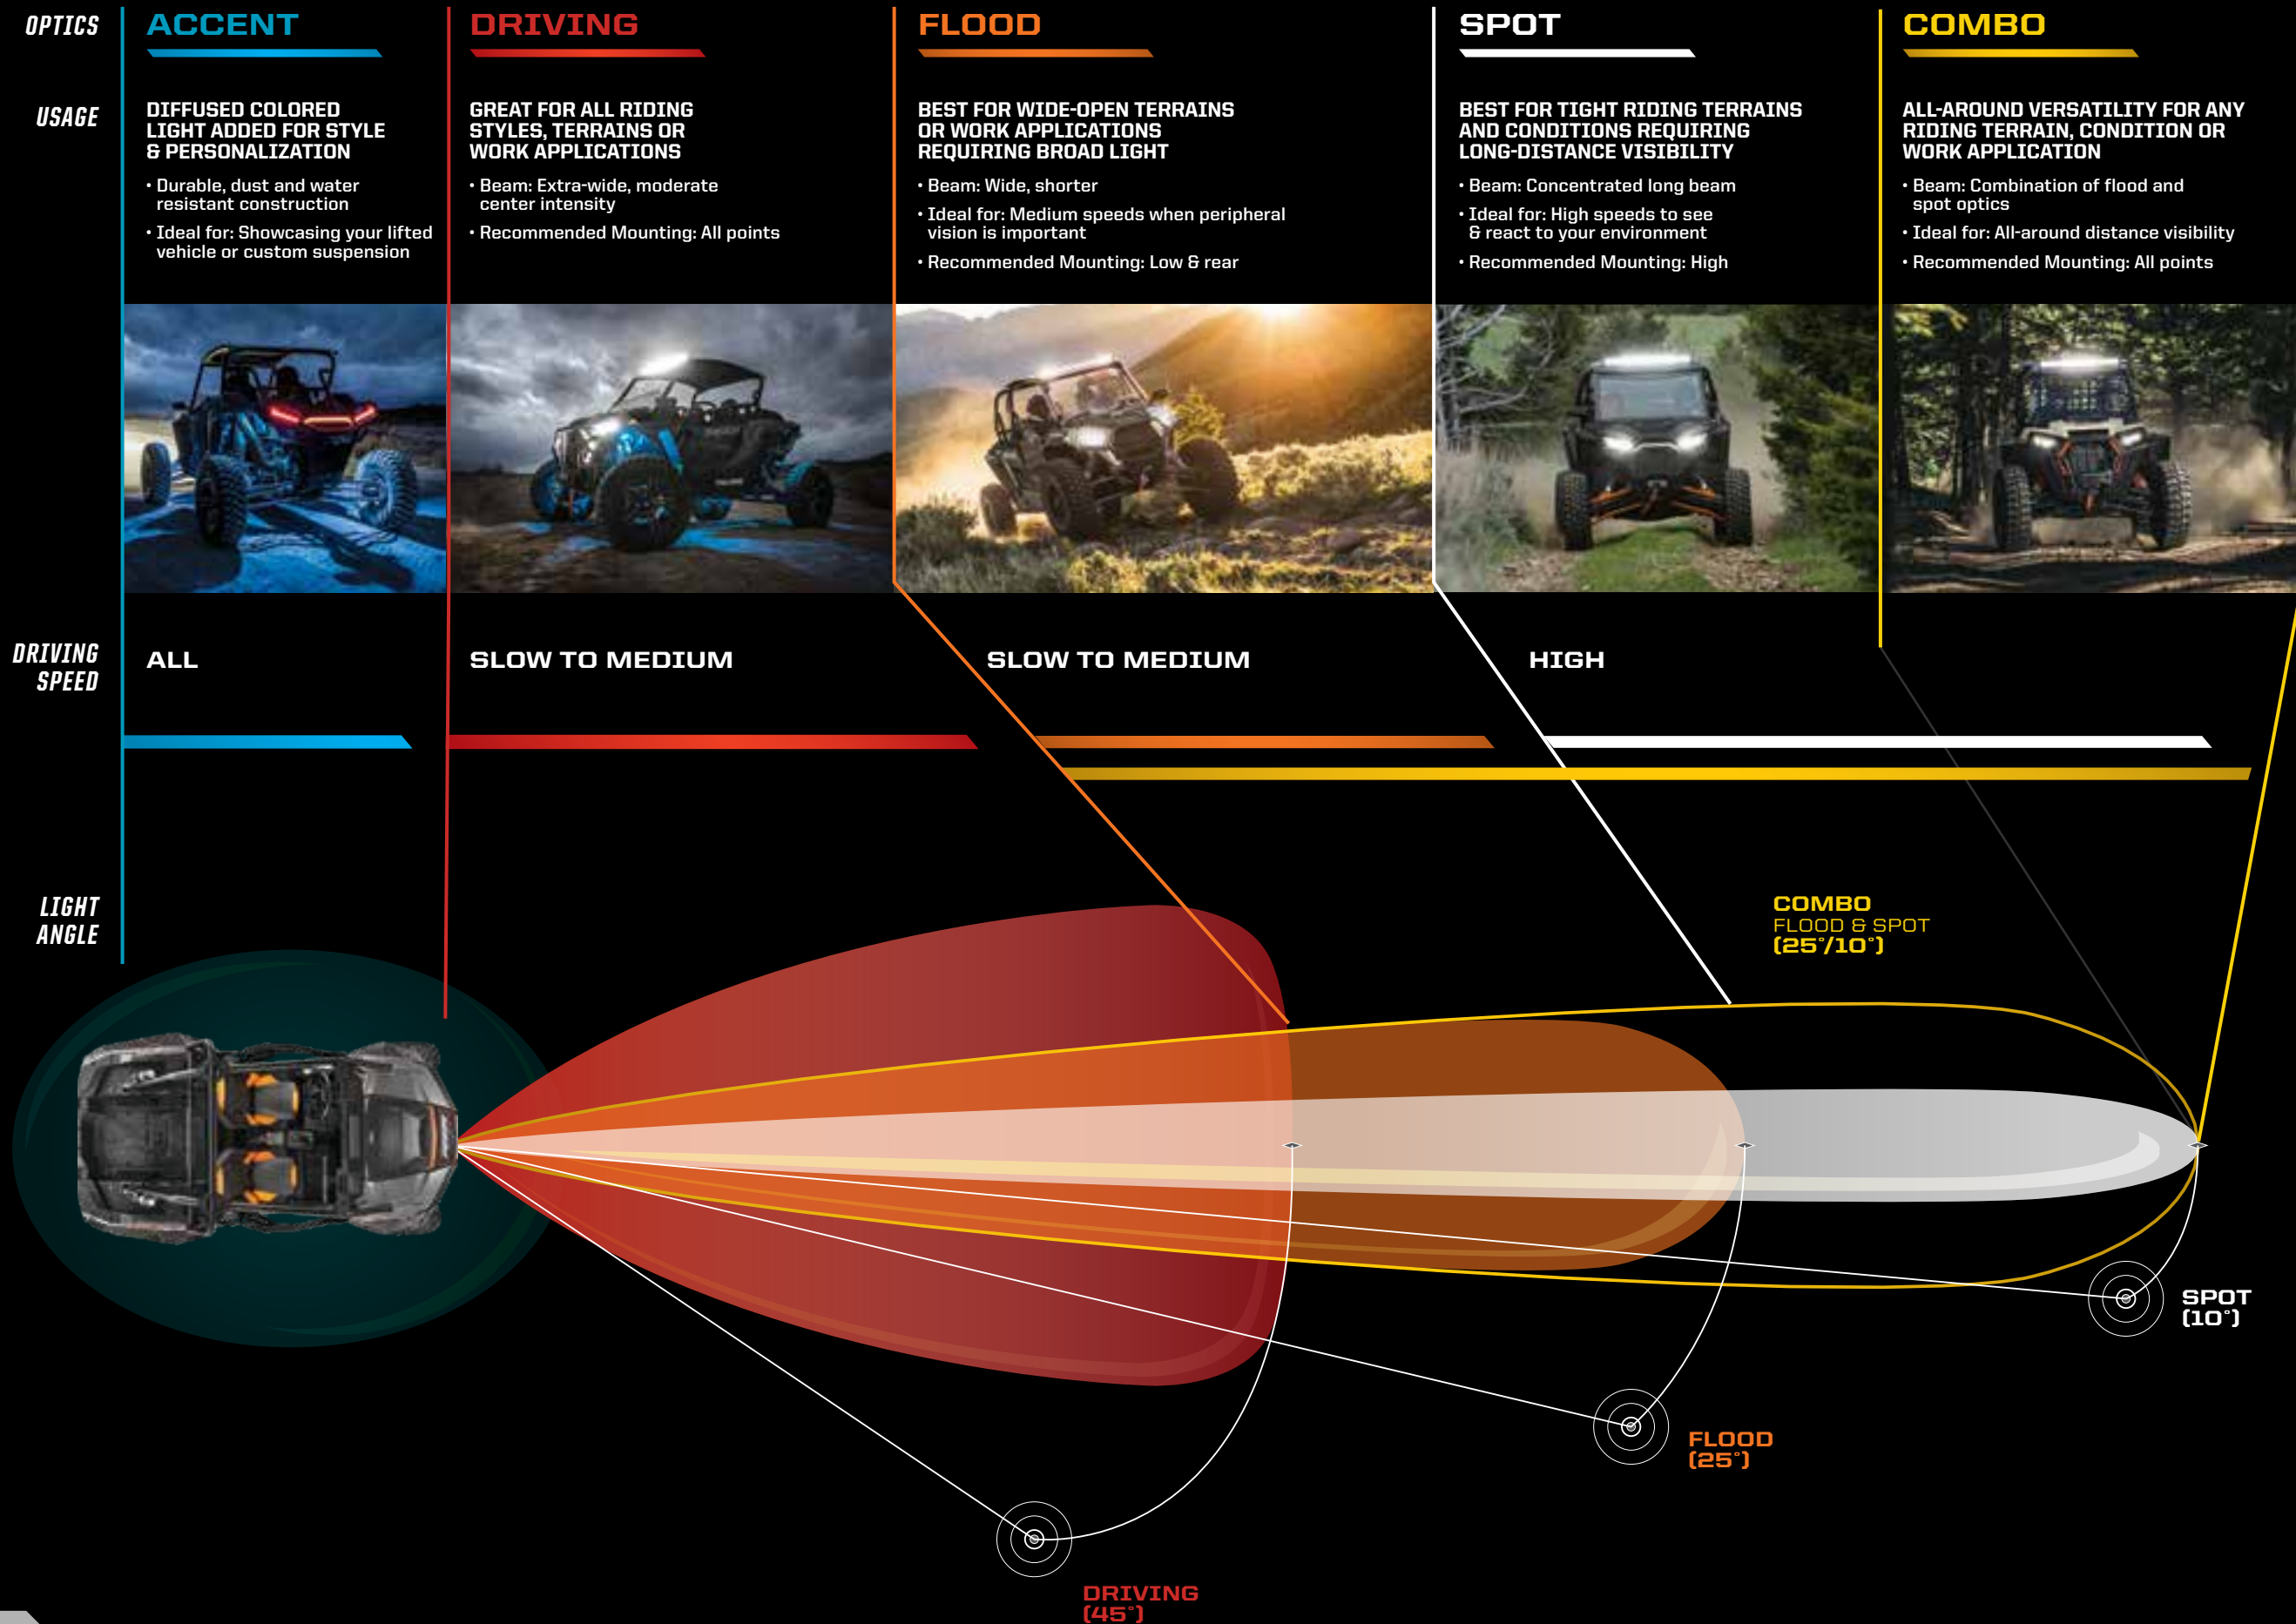 OPTICS
ACCENT
DRIVING
FLOOD
SPOT
COMBO
USAGE
DIFFUSED COLORED
LIGHT ADDED FOR STYLE
& PERSONALIZATION
• Durable, dust and water
resistant construction
• Ideal for: Showcasing your lifted
vehicle or custom suspension
GREAT FOR ALL RIDING
STYLES, TERRAINS OR
WORK APPLICATIONS
• Beam: Extra-wide, moderate
center intensity
• Recommended Mounting: All points
BEST FOR WIDE-OPEN TERRAINS
OR WORK APPLICATIONS
REQUIRING BROAD LIGHT
• Beam: Wide, shorter
• Ideal for: Medium speeds when peripheral
vision is important
• Recommended Mounting: Low & rear
BEST FOR TIGHT RIDING TERRAINS
AND CONDITIONS REQUIRING
LONG-DISTANCE VISIBILITY
• Beam: Concentrated long beam
• Ideal for: High speeds to see
& react to your environment
• Recommended Mounting: High
ALL-AROUND VERSATILITY FOR ANY
RIDING TERRAIN, CONDITION OR
WORK APPLICATION
• Beam: Combination of flood and
spot optics
• Ideal for: All-around distance visibility
• Recommended Mounting: All points
DRIVING
SPEED
ALL
SLOW TO MEDIUM
SLOW TO MEDIUM
HIGH
LIGHT
ANGLE
COMBO
FLOOD & SPOT
(25°/10°)
SPOT
(10°)
FLOOD
(25°)
DRIVING
(45°)